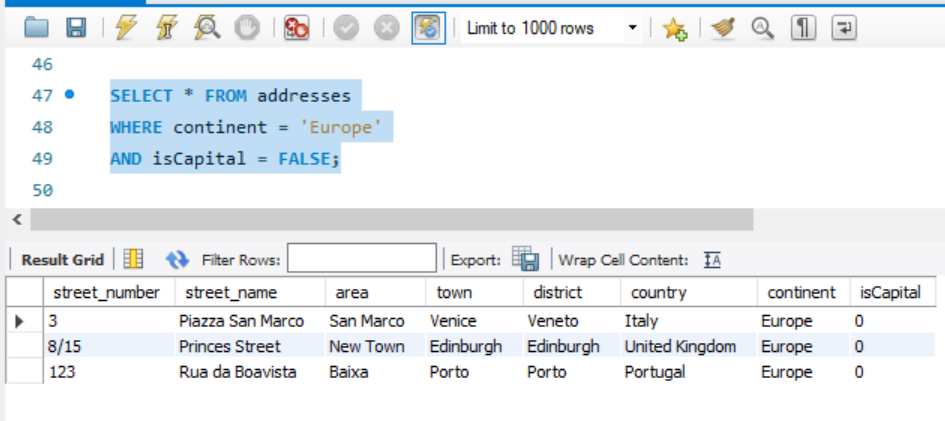 Limit to 1000 rows
46
47 SELECT * FROM addresses
48 WHERE continent = 'Europe'
49 AND isCapital = FALSE;
50
Result Grid Filter Rows: Export: Wrap Cell Content: IA
street_number street_name area town district country continent isCapital
3 Piazza San Marco San Marco Venice Veneto Italy Europe 0
8/15 Princes Street New Town Edinburgh Edinburgh United Kingdom Europe 0
123 Rua da Boavista Baixa Porto Porto Portugal Europe 0